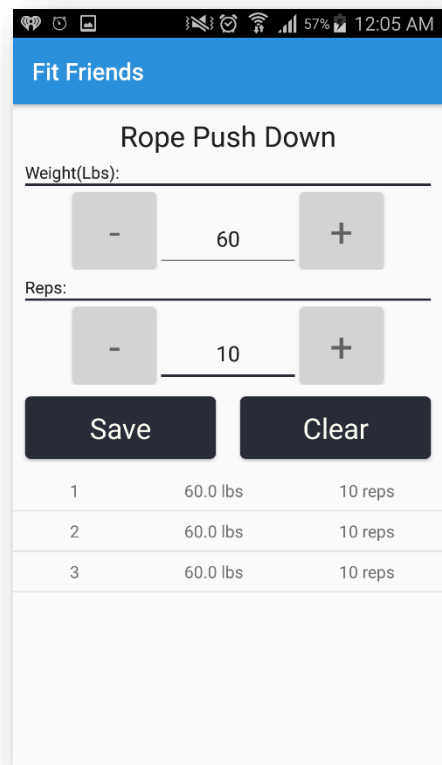 57% 12:05 AM
Fit Friends
Rope Push Down
Weight(Lbs):
- 60 +
Reps:
- 10 +
Save Clear
1 60.0 lbs 10 reps
2 60.0 lbs 10 reps
3 60.0 lbs 10 reps